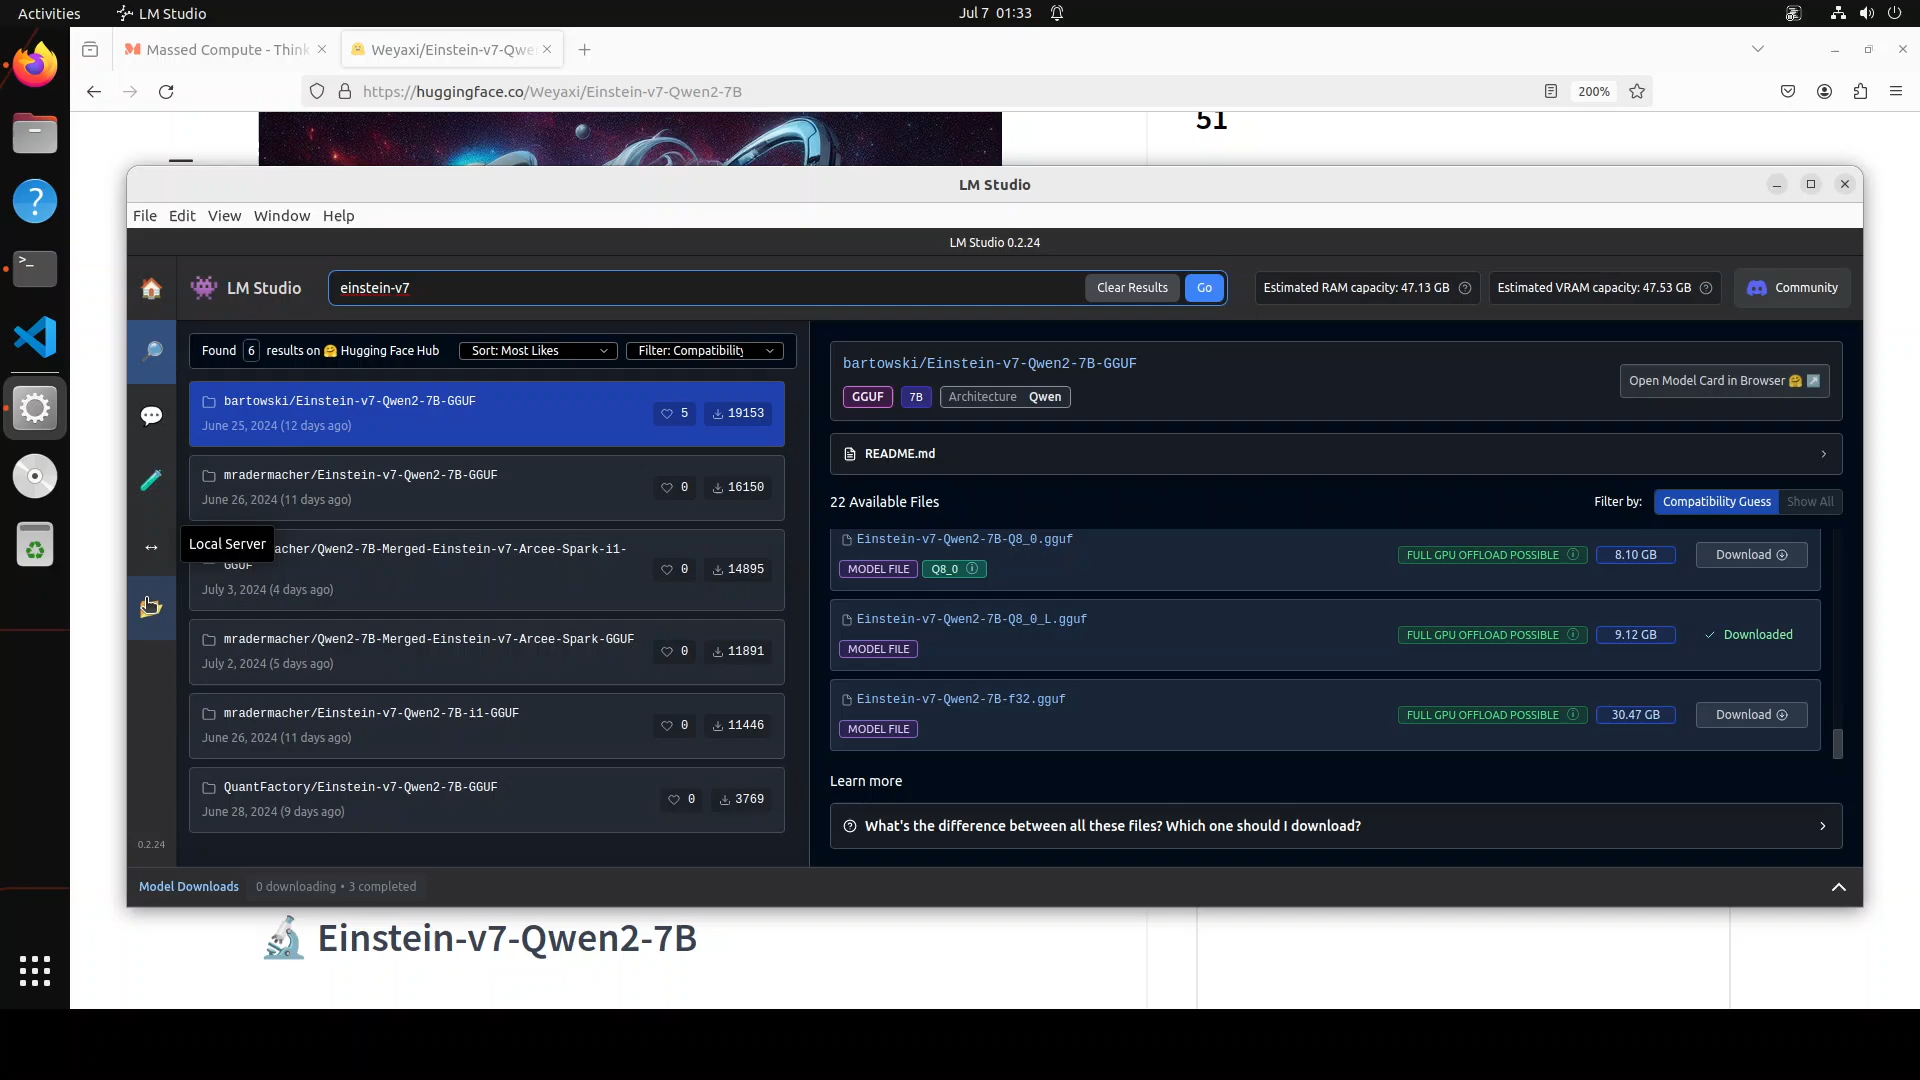 Activities
LM Studio
Jul 7 01:33
Massed Compute - Think
Weyaxi/Einstein-v7-Qwe
https://huggingface.co/Weyaxi/Einstein-v7-Qwen2-7B
200%
51
LM Studio
File Edit View Window Help
LM Studio 0.2.24
LM Studio
einstein-v7
Clear Results
Go
Estimated RAM capacity: 47.13 GB
Estimated VRAM capacity: 47.53 GB
Community
Found 6 results on 🤗 Hugging Face Hub
Sort: Most Likes
Filter: Compatibility
bartowski/Einstein-v7-Qwen2-7B-GGUF
June 25, 2024 (12 days ago)
5
19153
mradermacher/Einstein-v7-Qwen2-7B-GGUF
June 26, 2024 (11 days ago)
0
16150
Local Server
acher/Qwen2-7B-Merged-Einstein-v7-Arcee-Spark-i1-
GGUF
July 3, 2024 (4 days ago)
0
14895
mradermacher/Qwen2-7B-Merged-Einstein-v7-Arcee-Spark-GGUF
July 2, 2024 (5 days ago)
0
11891
mradermacher/Einstein-v7-Qwen2-7B-i1-GGUF
June 26, 2024 (11 days ago)
0
11446
QuantFactory/Einstein-v7-Qwen2-7B-GGUF
June 28, 2024 (9 days ago)
0
3769
0.2.24
bartowski/Einstein-v7-Qwen2-7B-GGUF
GGUF
7B
Architecture Qwen
Open Model Card in Browser
README.md
22 Available Files
Filter by:
Compatibility Guess
Show All
Einstein-v7-Qwen2-7B-Q8_0.gguf
MODEL FILE
Q8_0
FULL GPU OFFLOAD POSSIBLE
8.10 GB
Download
Einstein-v7-Qwen2-7B-Q8_0_L.gguf
MODEL FILE
FULL GPU OFFLOAD POSSIBLE
9.12 GB
Downloaded
Einstein-v7-Qwen2-7B-f32.gguf
MODEL FILE
FULL GPU OFFLOAD POSSIBLE
30.47 GB
Download
Learn more
What's the difference between all these files? Which one should I download?
Model Downloads
0 downloading • 3 completed
Einstein-v7-Qwen2-7B